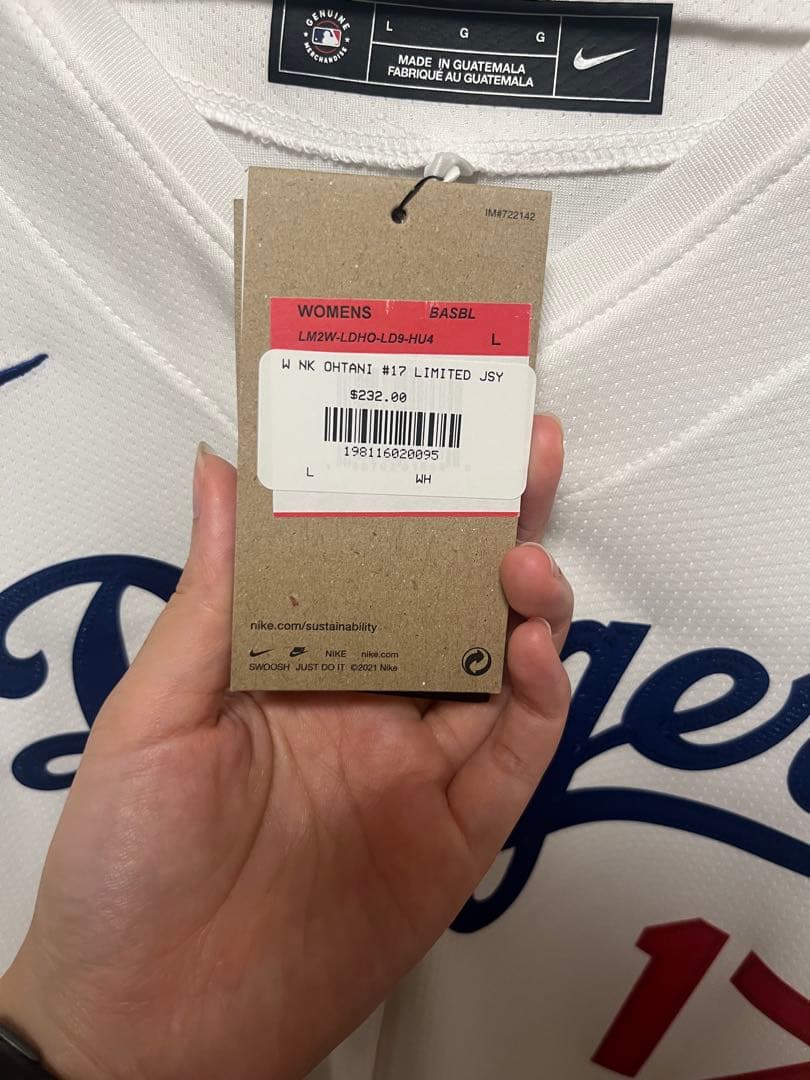 GENUINE
MERCHANDISE
L G G
MADE IN GUATEMALA
FABRIQUÉ AU GUATEMALA
IM#722142
WOMENS BASBL
LM2W-LDHO-LD9-HU4 L
W NK OHTANI #17 LIMITED JSY
$232.00
198116020095
L WH
nike.com/sustainability
NIKE nike.com
SWOOSH JUST DO IT ©2021 Nike
17